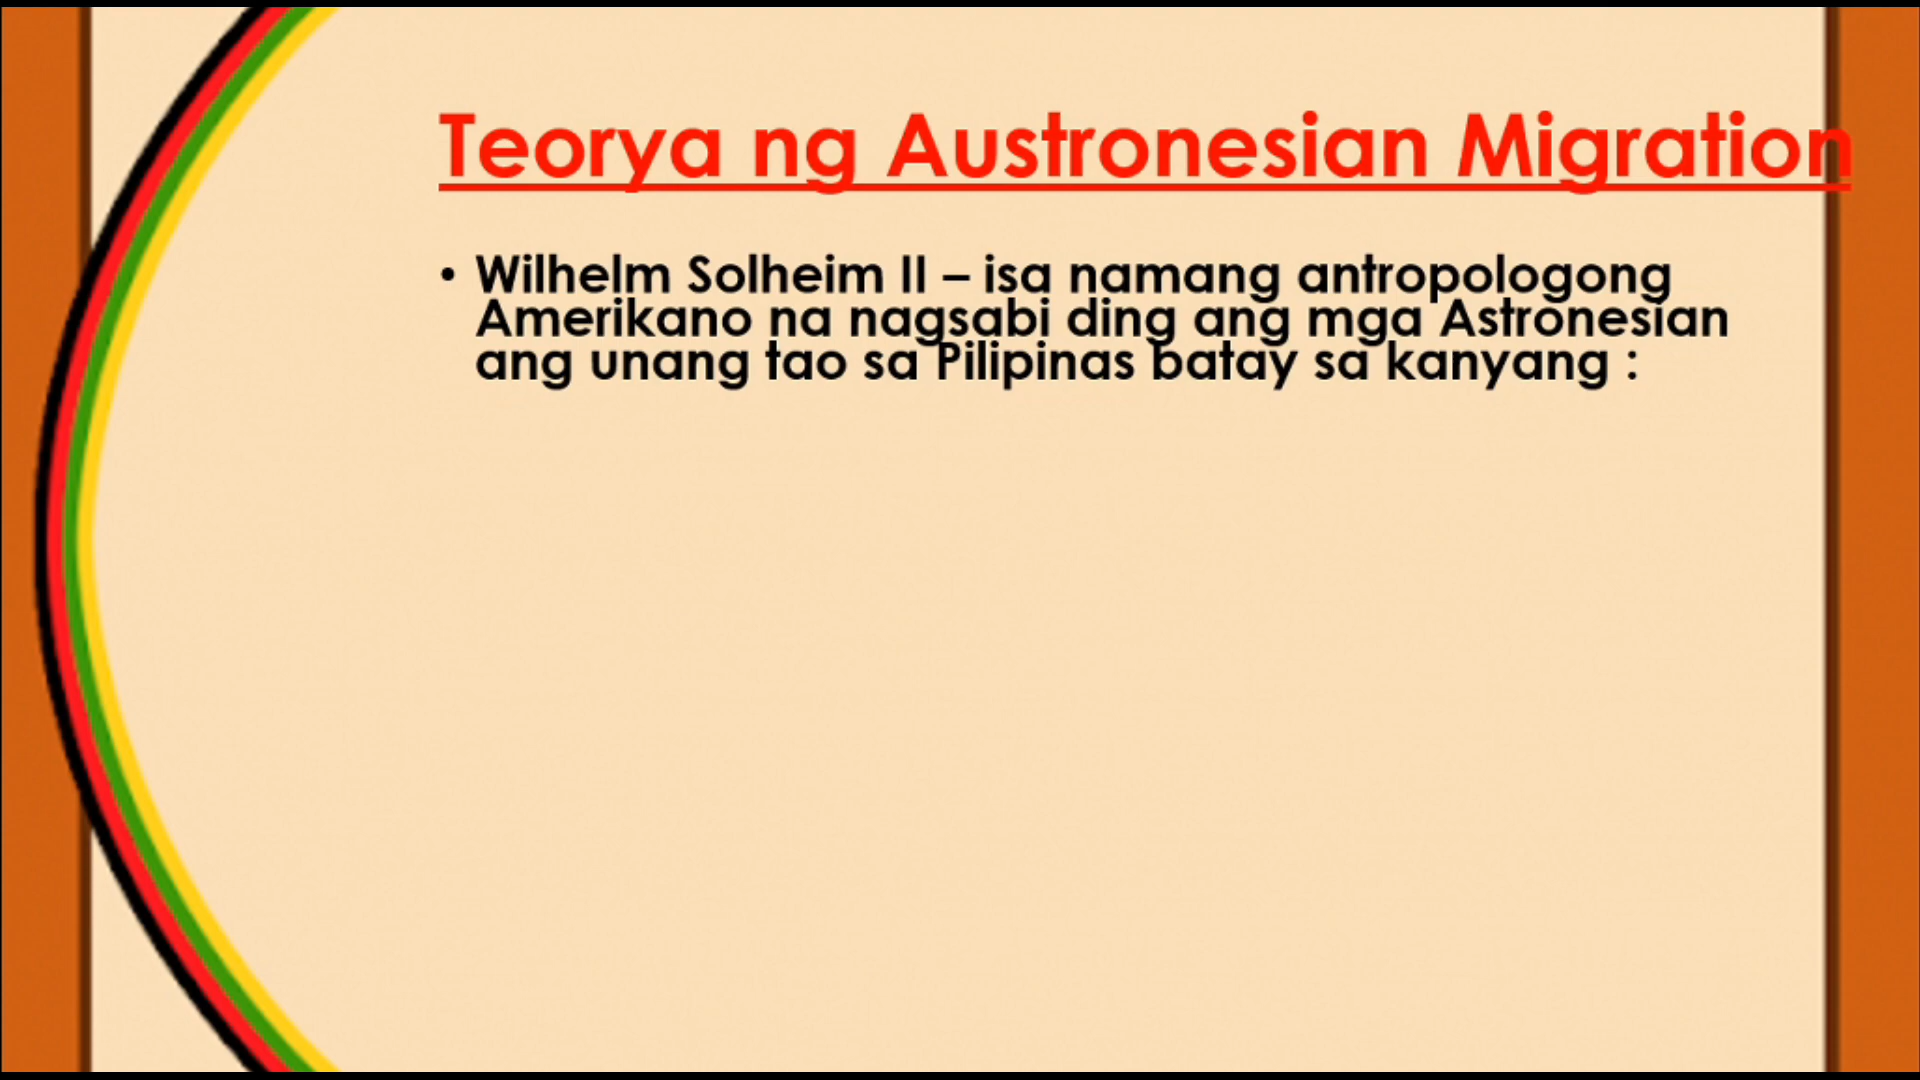 Teorya ng Austronesian Migration
• Wilhelm Solheim II – isa namang antropologong
Amerikano na nagsabi ding ang mga Astronesian
ang unang tao sa Pilipinas batay sa kanyang :